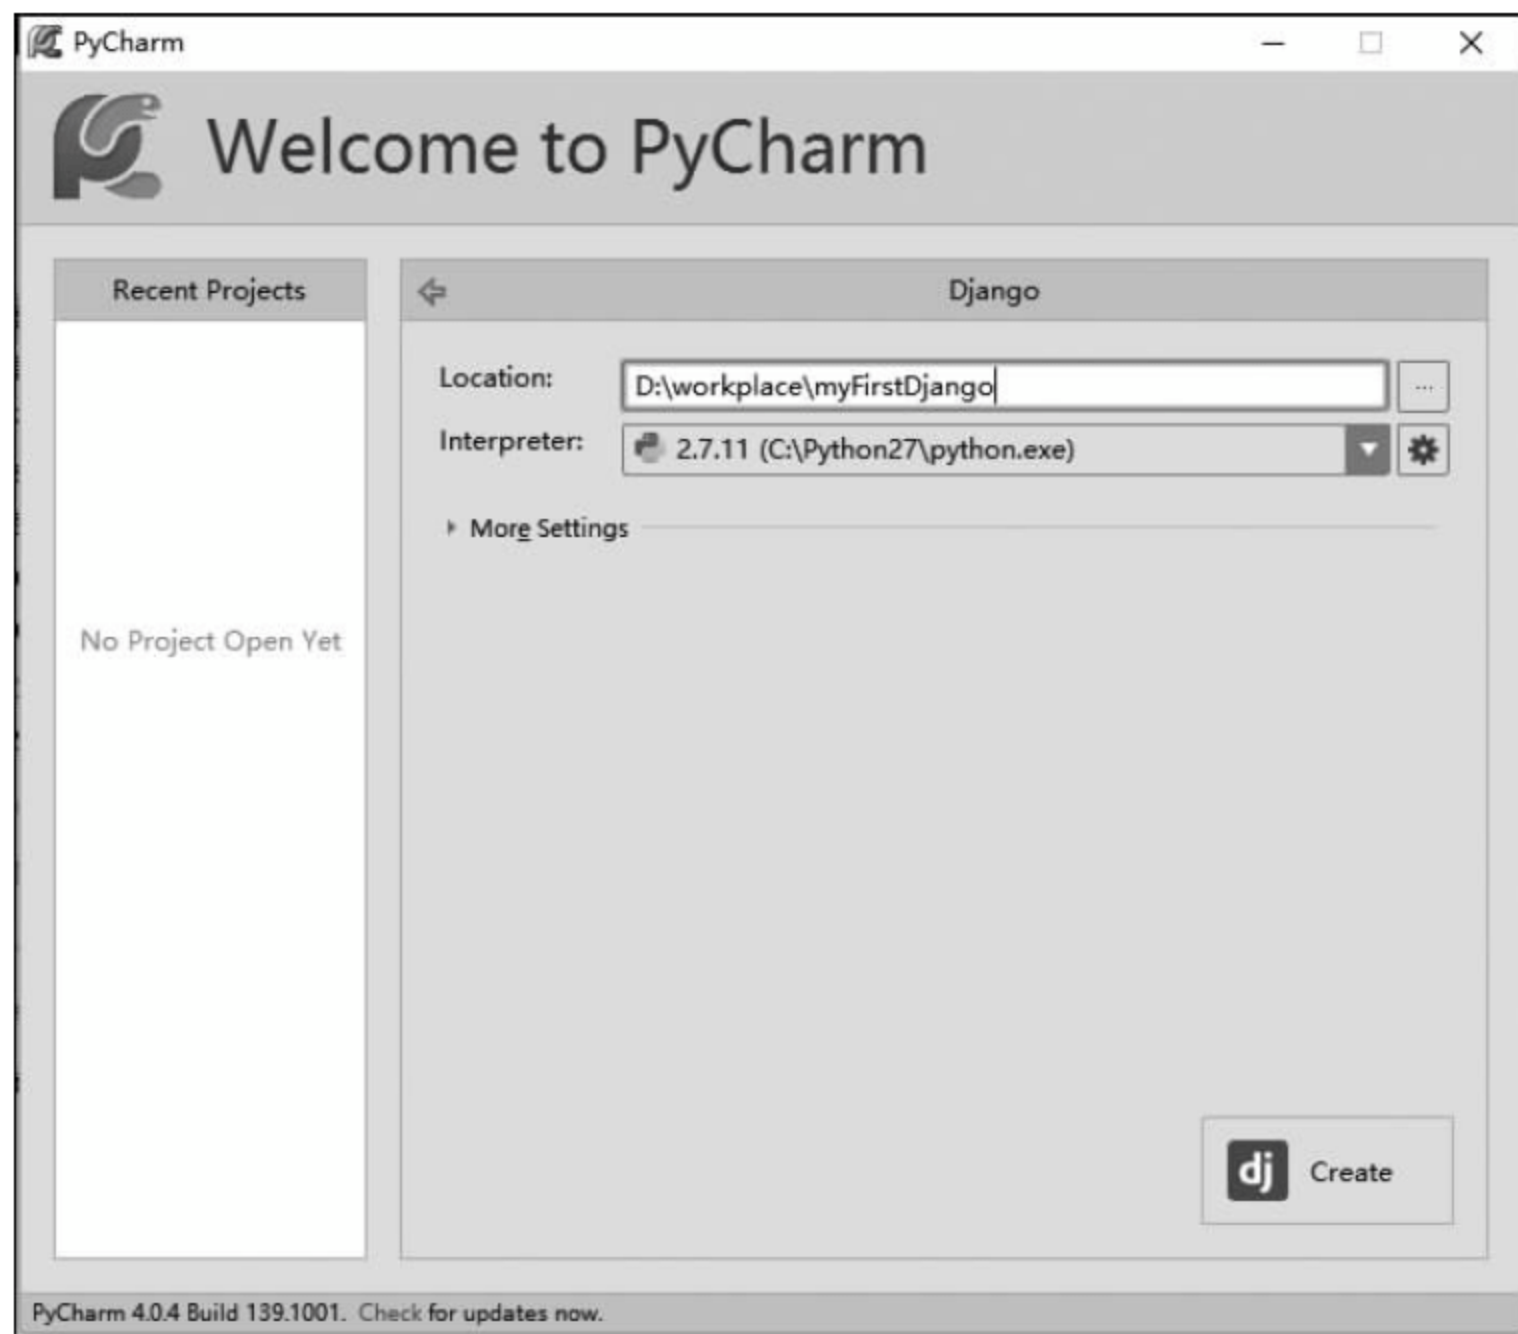 PyCharm
Welcome to PyCharm
Recent Projects
Django
Location:
D:\workplace\myFirstDjango
...
Interpreter:
2.7.11 (C:\Python27\python.exe)
More Settings
No Project Open Yet
dj Create
PyCharm 4.0.4 Build 139.1001. Check for updates now.